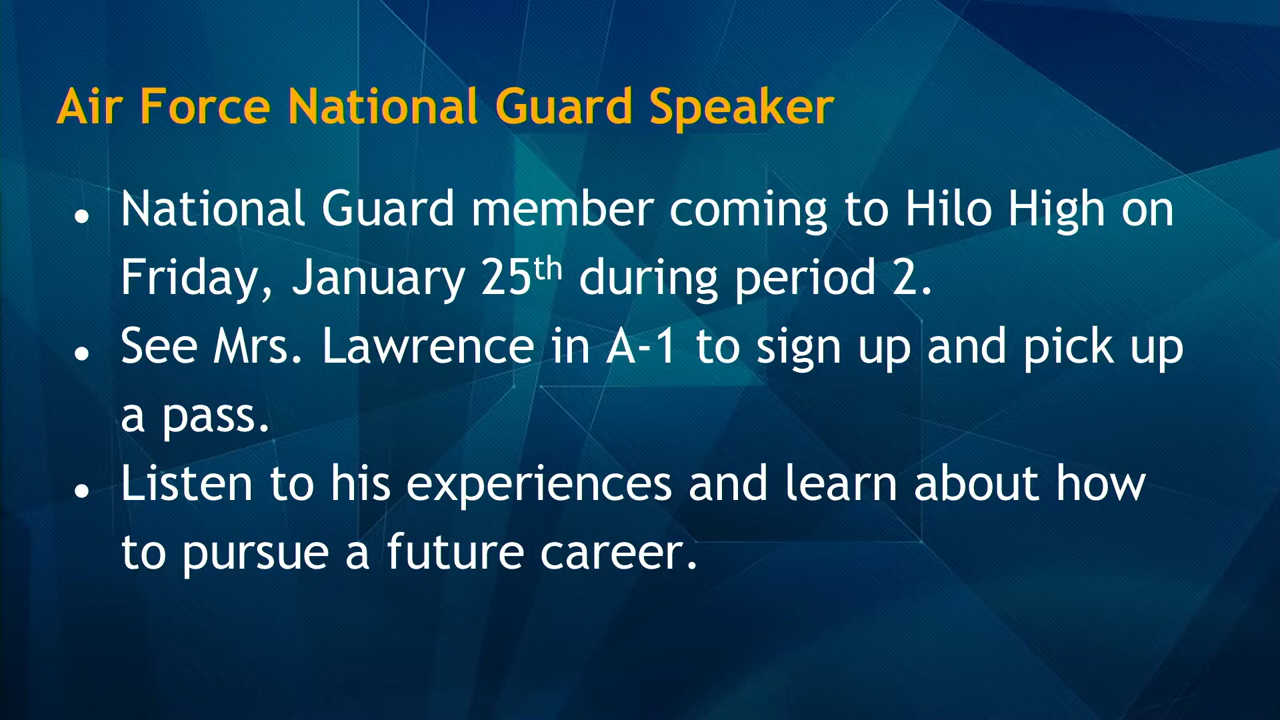 Air Force National Guard Speaker
• National Guard member coming to Hilo High on
Friday, January 25th during period 2.
• See Mrs. Lawrence in A-1 to sign up and pick up
a pass.
• Listen to his experiences and learn about how
to pursue a future career.